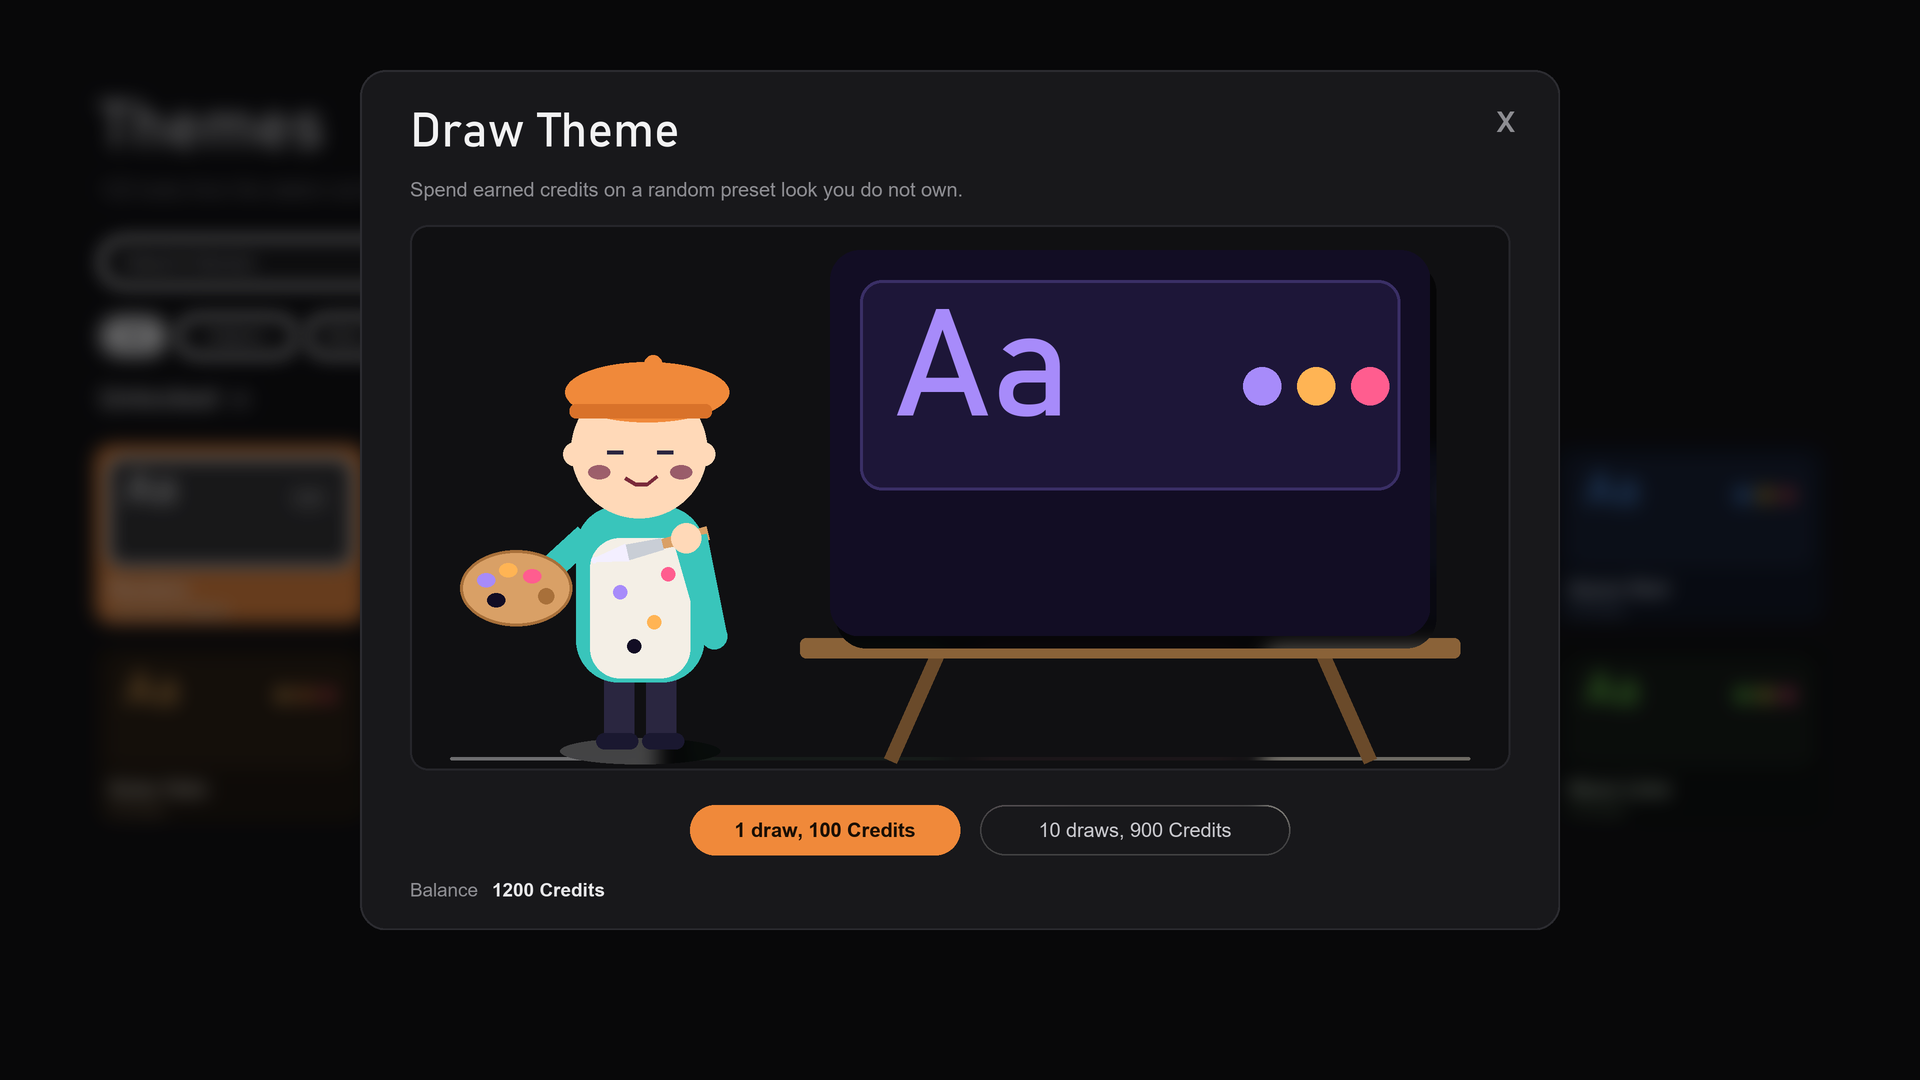 Themes
Draw Theme
X
Spend earned credits on a random preset look you do not own.
Aa
1 draw, 100 Credits
10 draws, 900 Credits
Balance 1200 Credits